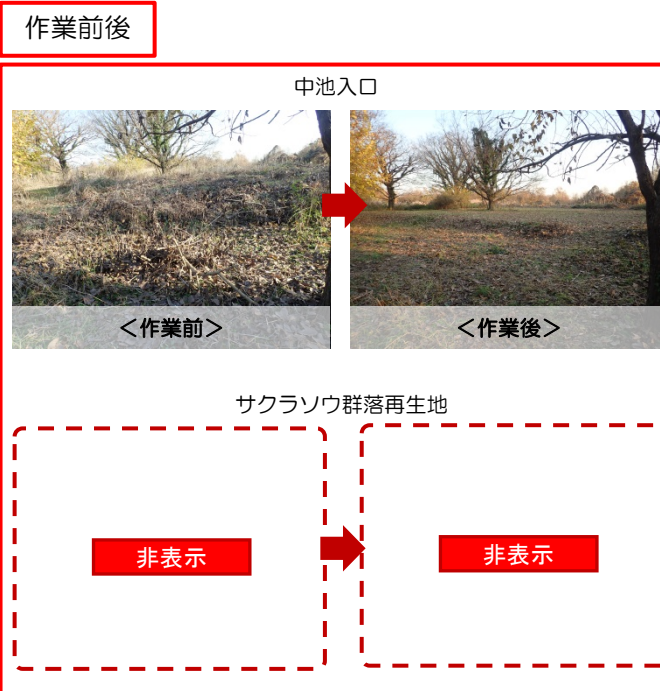 作業前後
中池入口
＜作業前＞
＜作業後＞
サクラソウ群落再生地
非表示
非表示